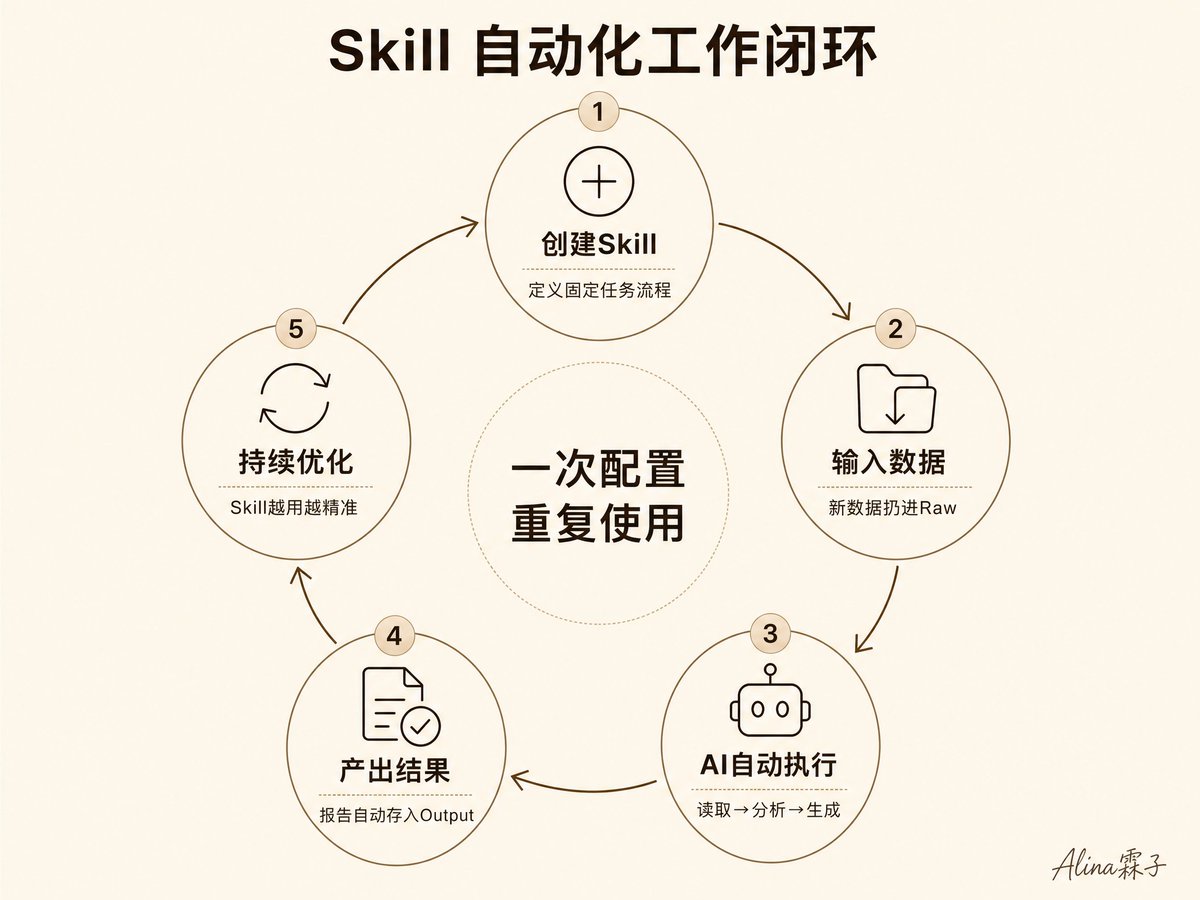 Skill 自动化工作闭环
1
创建Skill
定义固定任务流程
2
输入数据
新数据扔进Raw
3
AI自动执行
读取→分析→生成
4
产出结果
报告自动存入Output
5
持续优化
Skill越用越精准
一次配置
重复使用
Alina霖子